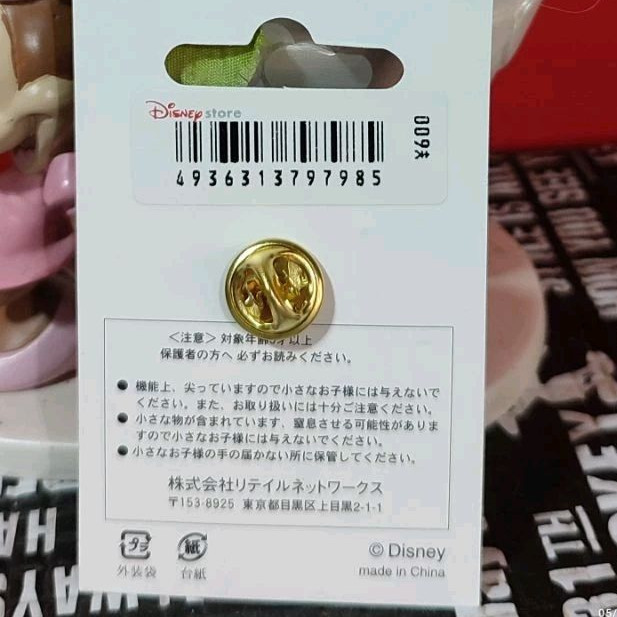 Disney store
4936313797985
009
<注意> 対象年齢 才以上
保護者の方へ 必ずお読みください。
● 機能上、尖っていますので小さなお子様には与えないで
ください。また、お取り扱いには十分ご注意ください。
● 小さな物が含まれています、窒息させる可能性がありま
すので小さなお子様には与えないでください。
● 小さなお子様の手の届かない所に保管してください。
株式会社リテイルネットワークス
〒153-8925 東京都目黒区上目黒2-1-1
プラ 紙
外装袋 台紙
© Disney
made in China
05/